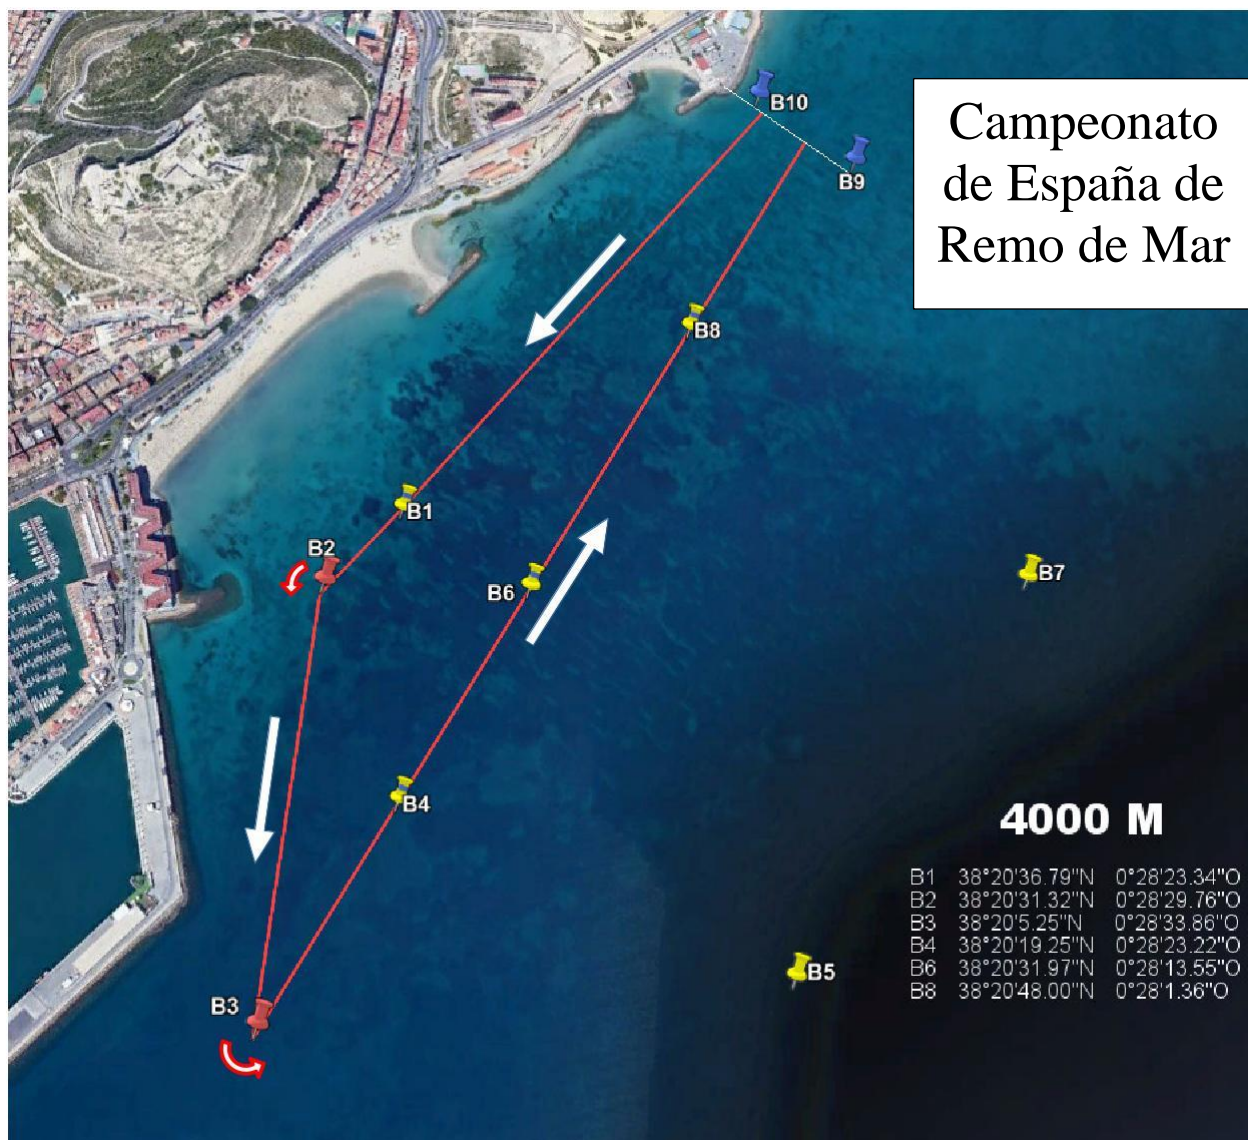 B10
B9
Campeonato
de España de
Remo de Mar
B8
B1
B2
B6
B7
B4
4000 M
B1 38°20'36.79"N 0°28'23.34"O
B2 38°20'31.32"N 0°28'29.76"O
B3 38°20'5.25"N 0°28'33.86"O
B4 38°20'19.25"N 0°28'23.22"O
B6 38°20'31.97"N 0°28'13.55"O
B8 38°20'48.00"N 0°28'1.36"O
B5
B3